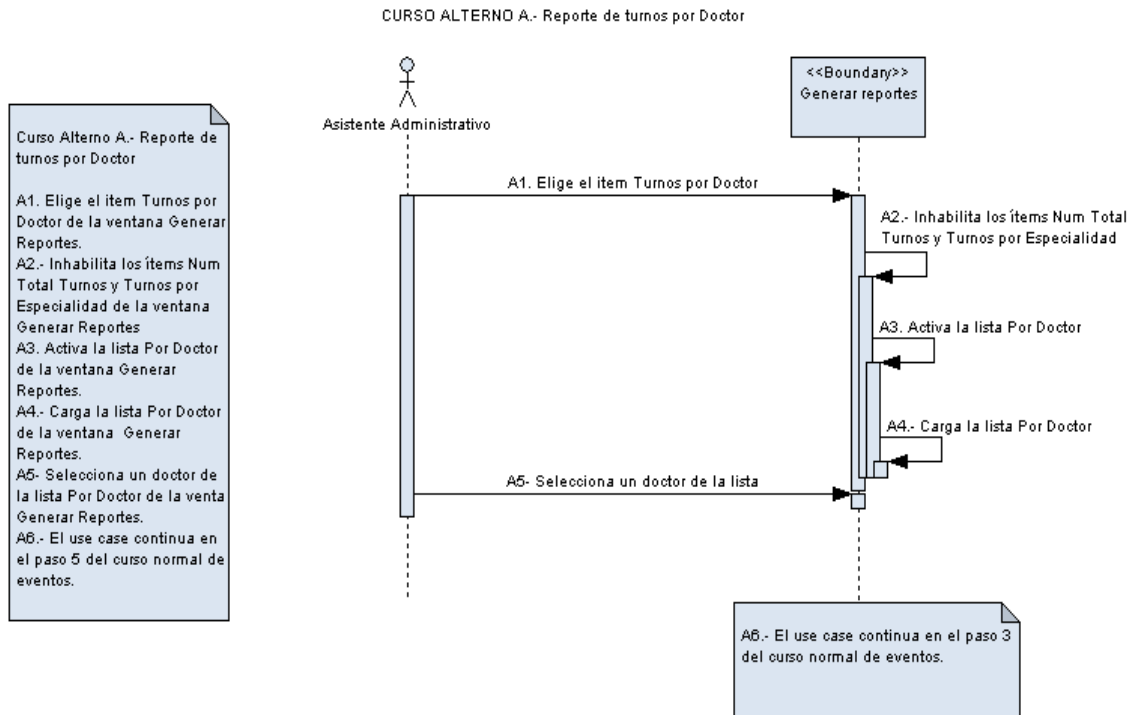 CURSO ALTERNO A.- Reporte de turnos por Doctor
<<Boundary>>
Generar reportes
Asistente Administrativo
Curso Alterno A.- Reporte de
turnos por Doctor
A1. Elige el item Turnos por
Doctor de la ventana Generar
Reportes.
A2.- Inhabilita los ítems Num
Total Turnos y Turnos por
Especialidad de la ventana
Generar Reportes
A3. Activa la lista Por Doctor
de la ventana Generar
Reportes.
A4.- Carga la lista Por Doctor
de la ventana Generar
Reportes.
A5- Selecciona un doctor de
la lista Por Doctor de la venta
Generar Reportes.
A6.- El use case continua en
el paso 5 del curso normal de
eventos.
A1. Elige el item Turnos por Doctor
A2.- Inhabilita los ítems Num Total
Turnos y Turnos por Especialidad
A3. Activa la lista Por Doctor
A4.- Carga la lista Por Doctor
A5- Selecciona un doctor de la lista
A6.- El use case continua en el paso 3
del curso normal de eventos.